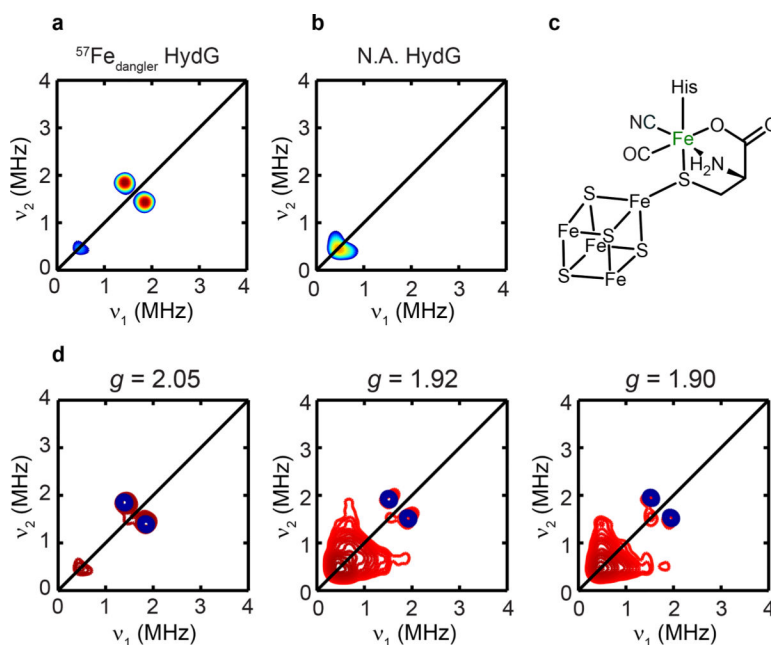 a
⁵⁷Fe_dangler HydG
4
3
2
1
0
0 1 2 3 4
ν₂ (MHz)
ν₁ (MHz)
b
N.A. HydG
4
3
2
1
0
0 1 2 3 4
ν₂ (MHz)
ν₁ (MHz)
c
His
NC Fe O O
OC H₂N
S
S Fe
Fe S
Fe S
S Fe
d
g = 2.05
4
3
2
1
0
0 1 2 3 4
ν₂ (MHz)
ν₁ (MHz)
g = 1.92
4
3
2
1
0
0 1 2 3 4
ν₂ (MHz)
ν₁ (MHz)
g = 1.90
4
3
2
1
0
0 1 2 3 4
ν₂ (MHz)
ν₁ (MHz)